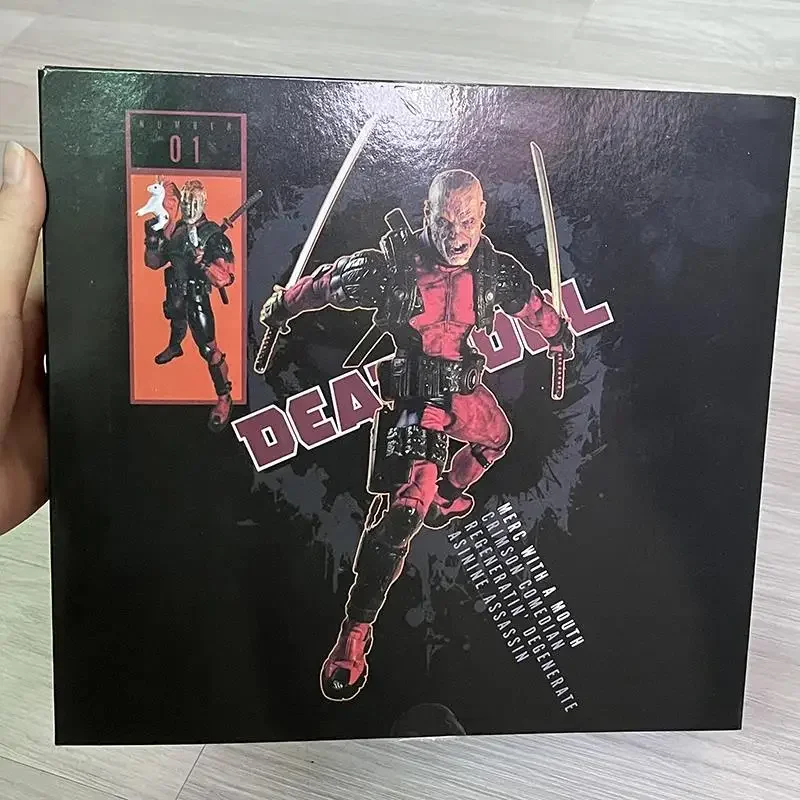 NUMBER
01
DEADPOOL
MERC WITH A MOUTH
CRIMSON COMEDIAN
REGENERATIN' DEGENERATE
ASININE ASSASSIN